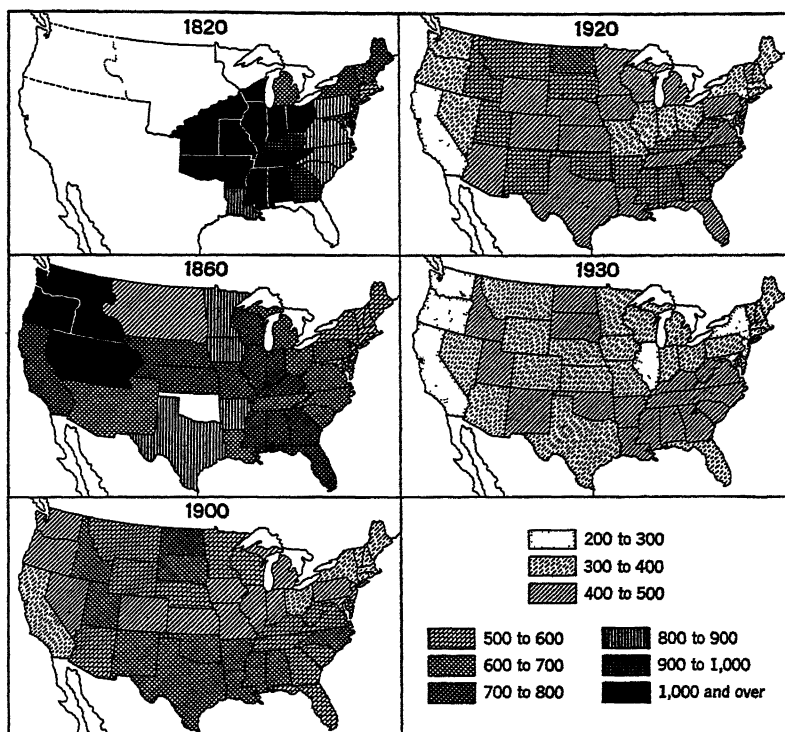 1820
1920
1860
1930
1900
200 to 300
300 to 400
400 to 500
500 to 600
600 to 700
700 to 800
800 to 900
900 to 1,000
1,000 and over